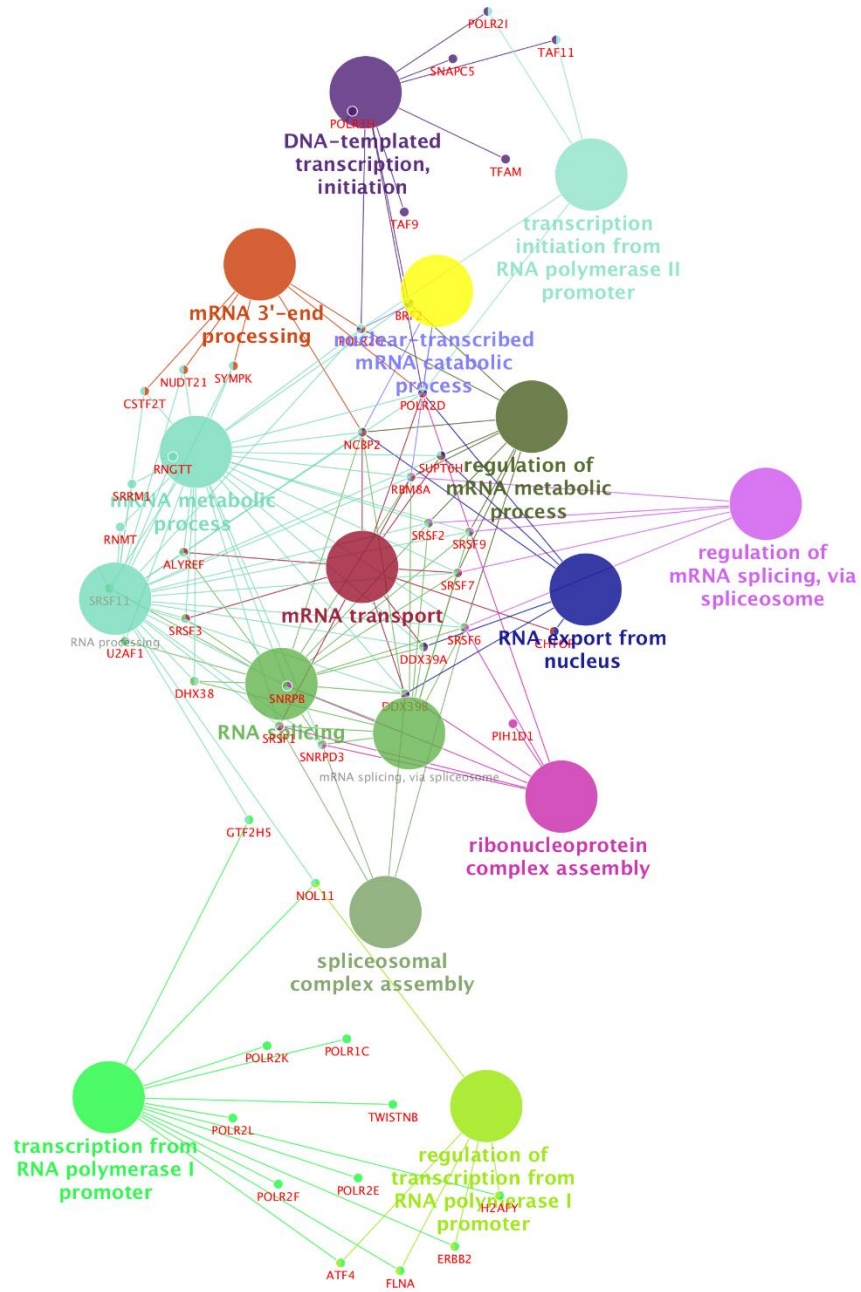 POLR2I
TAF11
SNAPC5
POLR1H
DNA-templated
transcription,
initiation
TFAM
TAF9
transcription
initiation from
RNA polymerase II
promoter
mRNA 3'-end
processing
BRF2
nuclear-transcribed
mRNA catabolic
process
SYMPK
NUDT21
CSTF2T
POLR2D
NCBP2
RNGTT
SRRM1
mRNA metabolic
process
SUPT6H
RBM8A
regulation of
mRNA metabolic
process
RNMT
SRSF2
SRSF9
ALYREF
SRSF7
regulation of
mRNA splicing, via
spliceosome
SRSF11
mRNA transport
SRSF3
SRSF6
RNA export from
nucleus
RNA processing
U2AF1
DDX39A
DHX38
SNRPB
DDX39B
RNA splicing
SRSF1
SNRPD3
PIH1D1
mRNA splicing, via spliceosome
GTF2H5
ribonucleoprotein
complex assembly
NOL11
spliceosomal
complex assembly
POLR2K
POLR1C
TWISTNB
POLR2L
transcription from
RNA polymerase I
promoter
regulation of
transcription from
RNA polymerase I
promoter
POLR2F
POLR2E
H2AFY
ERBB2
ATF4
FLNA